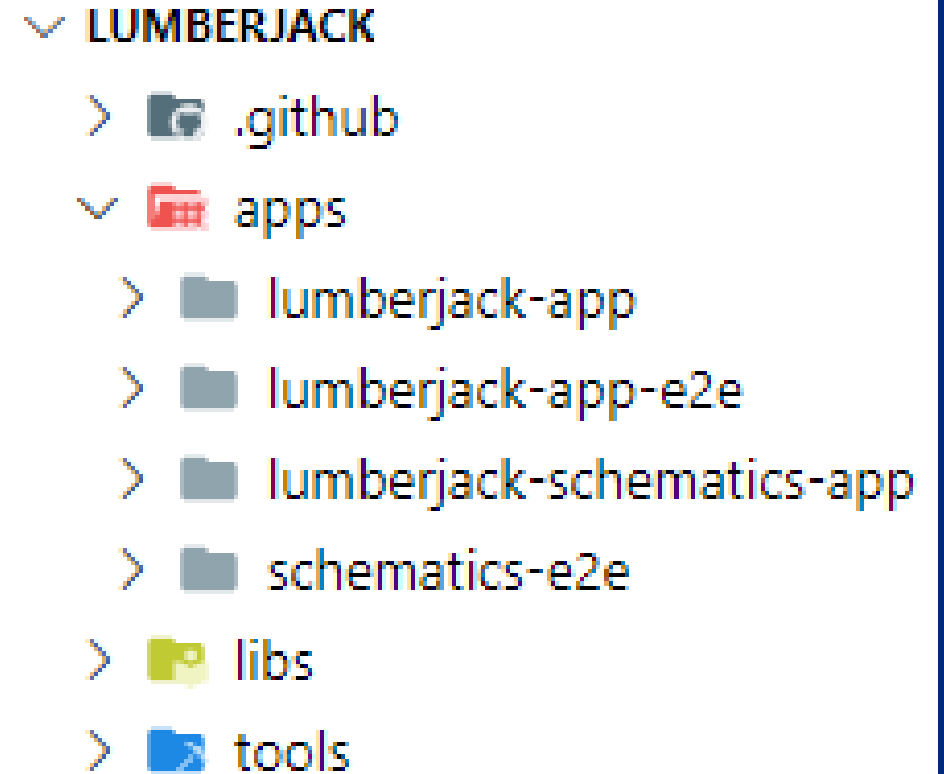 LUMBERJACK
.github
apps
lumberjack-app
lumberjack-app-e2e
lumberjack-schematics-app
schematics-e2e
libs
tools